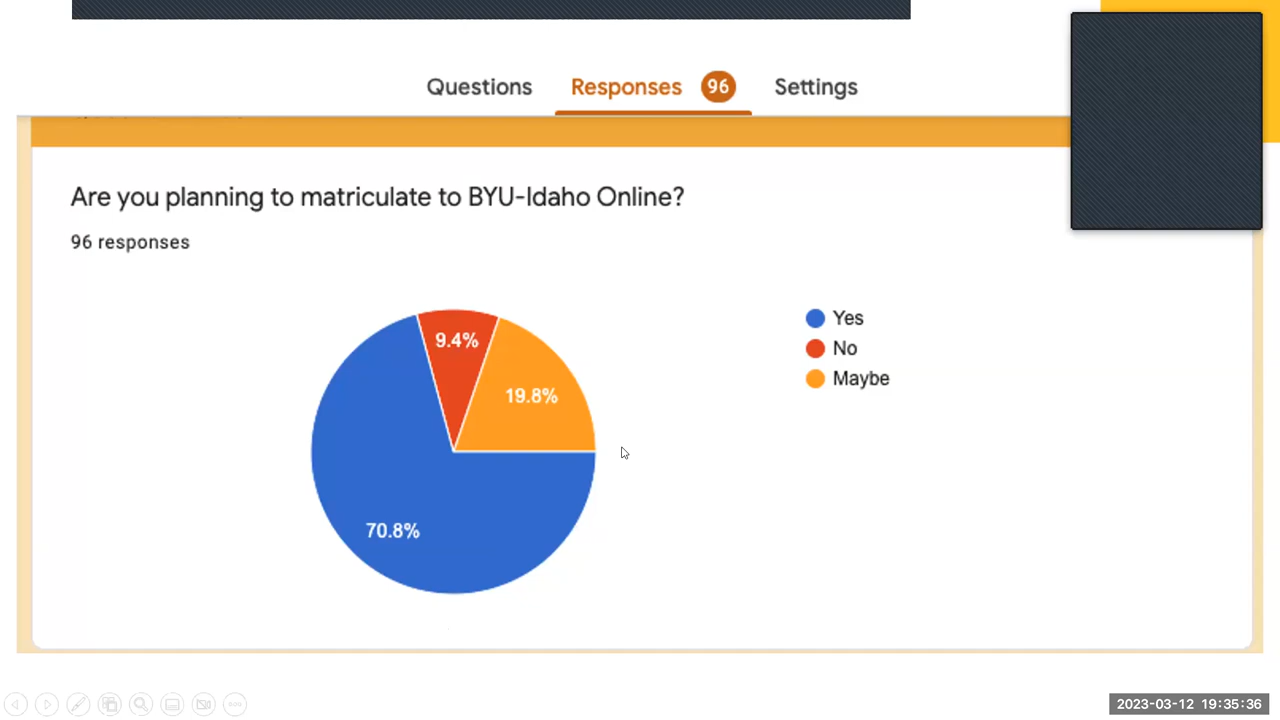 Questions Responses 96 Settings
Are you planning to matriculate to BYU-Idaho Online?
96 responses
Yes
No
Maybe
9.4%
19.8%
70.8%
2023-03-12 19:35:36